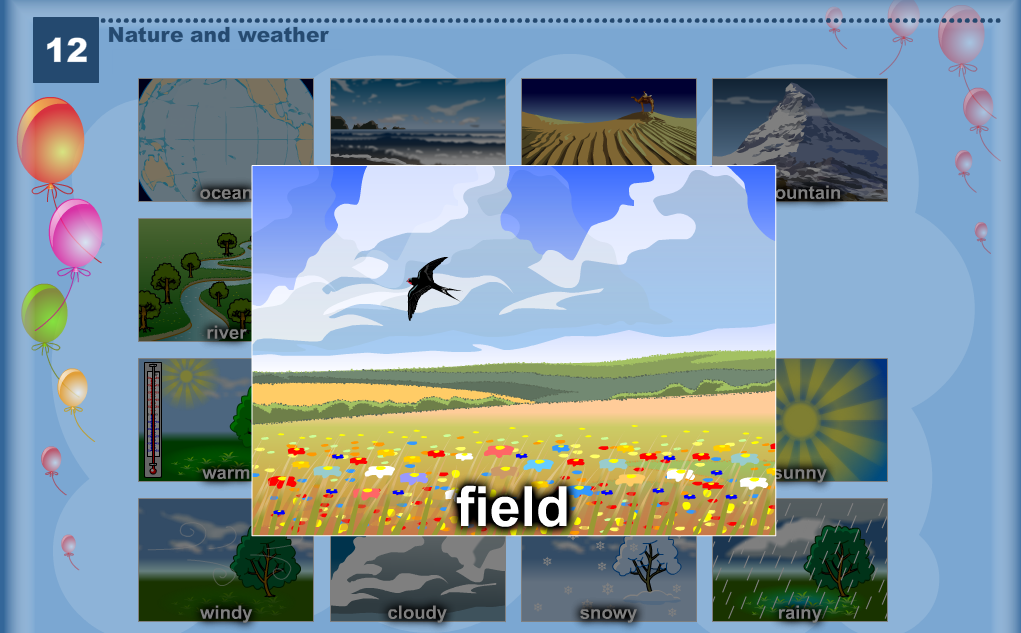 12
Nature and weather
ocean
ountain
river
warm
field
sunny
windy
cloudy
snowy
rainy